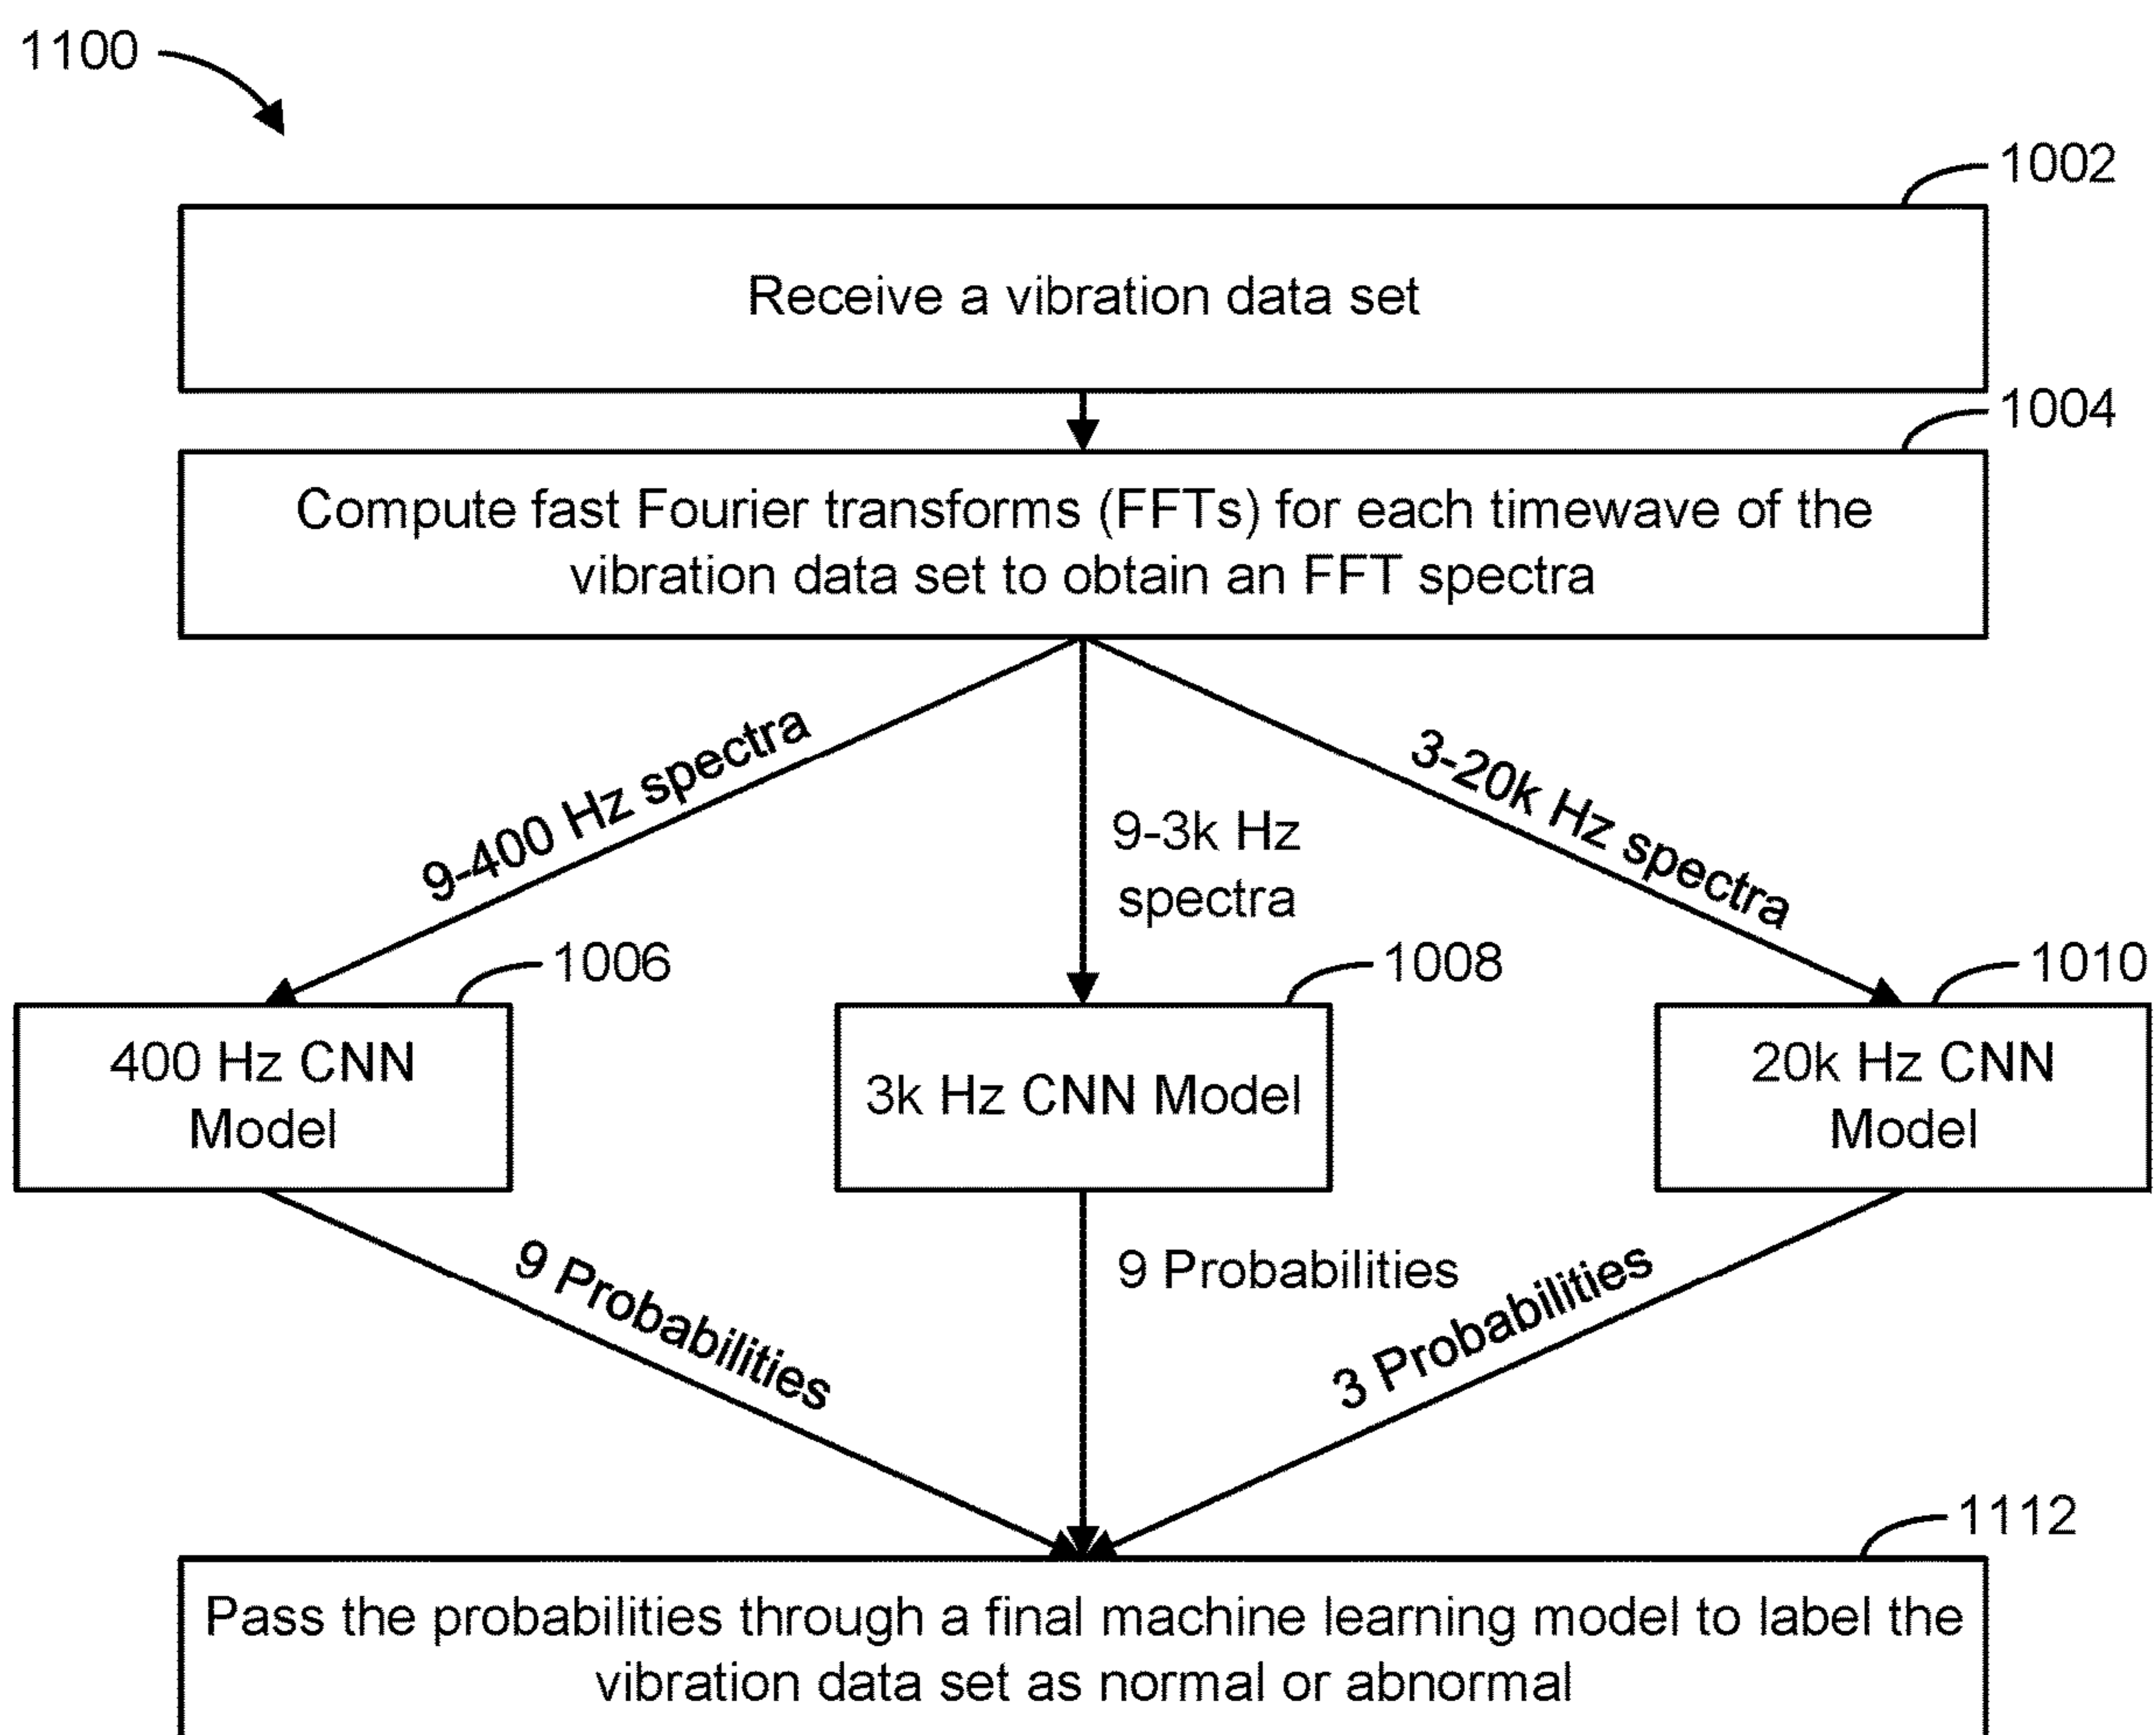 1100
1002
Receive a vibration data set
1004
Compute fast Fourier transforms (FFTs) for each timewave of the
vibration data set to obtain an FFT spectra
9-400 Hz spectra
9-3k Hz
spectra
3-20k Hz spectra
1006
1008
1010
400 Hz CNN
Model
3k Hz CNN Model
20k Hz CNN
Model
9 Probabilities
9 Probabilities
3 Probabilities
1112
Pass the probabilities through a final machine learning model to label the
vibration data set as normal or abnormal